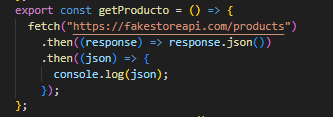 export const getProducto = () => {
  fetch("https://fakestoreapi.com/products")
    .then((response) => response.json())
    .then((json) => {
      console.log(json);
    });
};